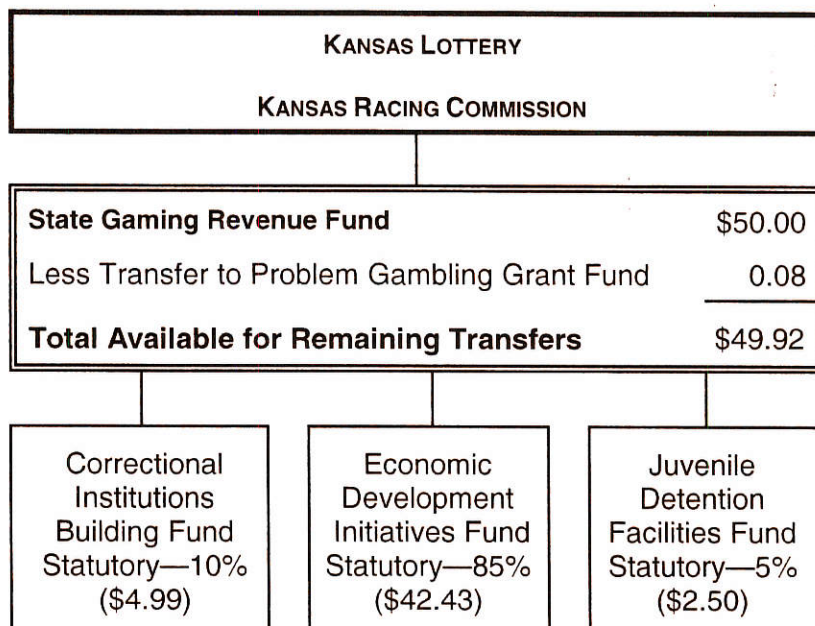 KANSAS LOTTERY
KANSAS RACING COMMISSION
State Gaming Revenue Fund $50.00
Less Transfer to Problem Gambling Grant Fund 0.08
Total Available for Remaining Transfers $49.92
Correctional
Institutions
Building Fund
Statutory—10%
($4.99)
Economic
Development
Initiatives Fund
Statutory—85%
($42.43)
Juvenile
Detention
Facilities Fund
Statutory—5%
($2.50)